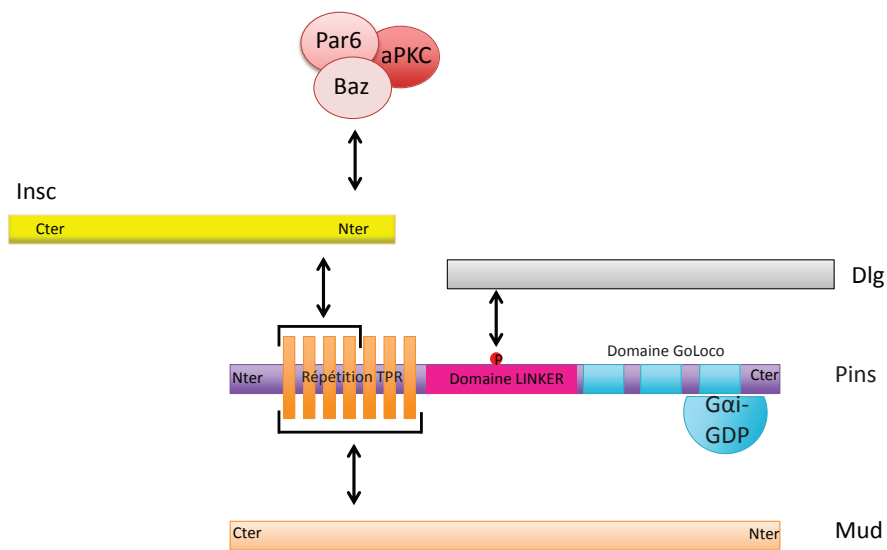 Par6
aPKC
Baz
Insc
Cter
Nter
Dlg
P
Domaine GoLoco
Nter
Répétition TPR
Domaine LINKER
Cter
Pins
Gαi-
GDP
Cter
Nter
Mud